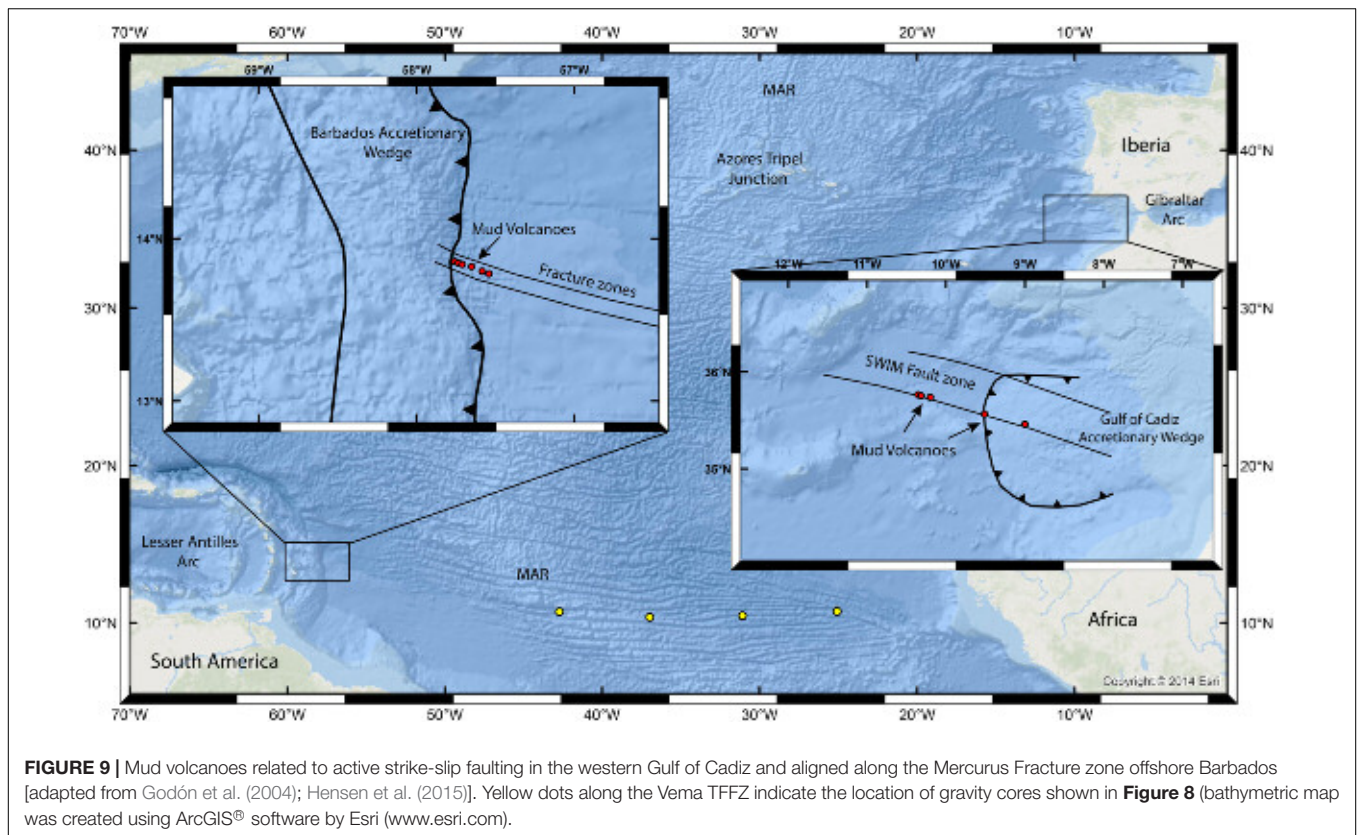 70°W 60°W 50°W 40°W 30°W 20°W 10°W
59°W 58°W 57°W
MAR
Barbados Accretionary
Wedge
Iberia
40°N 40°N
Azores Tripel
Junction
Gibraltar
Arc
14°N
Mud Volcanoes
Fracture zones
12°W 11°W 10°W 9°W 8°W 7°W
30°N 30°N
36°N
SWIM Fault zone
13°N
Gulf of Cadiz
Accretionary Wedge
Mud Volcanoes
35°N
20°N 20°N
Lesser Antilles
Arc
MAR
10°N 10°N
Africa
South America
Copyright © 2014 Esri
70°W 60°W 50°W 40°W 30°W 20°W 10°W
FIGURE 9 | Mud volcanoes related to active strike-slip faulting in the western Gulf of Cadiz and aligned along the Mercurus Fracture zone offshore Barbados
[adapted from Godón et al. (2004); Hensen et al. (2015)]. Yellow dots along the Vema TFFZ indicate the location of gravity cores shown in Figure 8 (bathymetric map
was created using ArcGIS® software by Esri (www.esri.com).